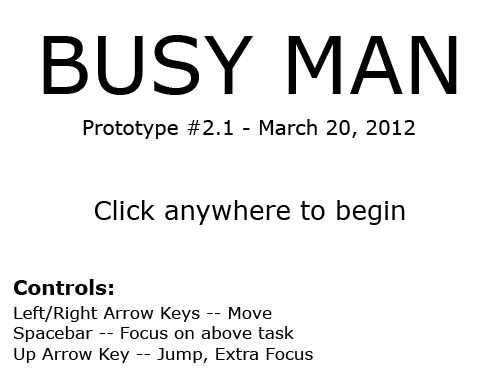 BUSY MAN
Prototype #2.1 - March 20, 2012
Click anywhere to begin
Controls:
Left/Right Arrow Keys -- Move
Spacebar -- Focus on above task
Up Arrow Key -- Jump, Extra Focus